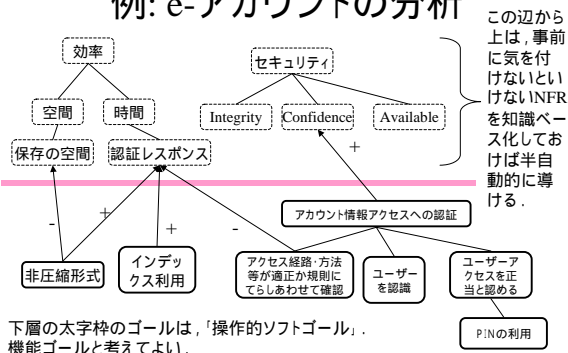 例: e-アカウントの分析
この辺から
上は,事前
に気を付
けないとい
けないNFR
を知識ベー
ス化してお
けば半自
動的に導
ける.
効率
セキュリティ
空間
時間
Integrity
Confidence
Available
保存の空間
認証レスポンス
+
アカウント情報アクセスへの認証
-
+
+
-
非圧縮形式
インデッ
クス利用
アクセス経路・方法
等が適正か規則に
てらしあわせて確認
ユーザー
を認識
ユーザーア
クセスを正
当と認める
PINの利用
下層の太字枠のゴールは,「操作的ソフトゴール」.
機能ゴールと考えてよい.